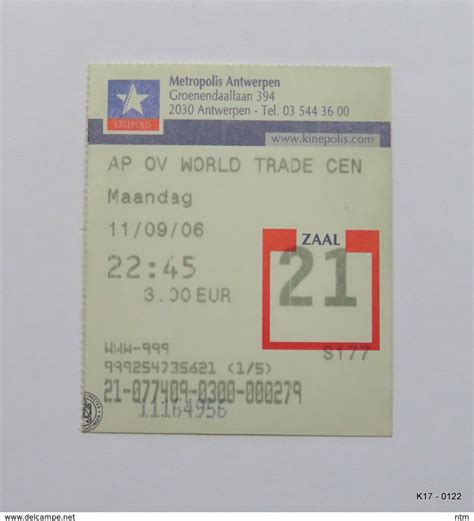 Metropolis Antwerpen
Groenendaallaan 394
2030 Antwerpen - Tel. 03 544 36 00
KINEPOLIS
www.kinepolis.com
AP OV WORLD TRADE CEN
Maandag
11/09/06
ZAAL
22:45
21
3.00 EUR
WWW-999
S177
999254735621 (1/5)
21-077409-0300-000279
11164956
K17 - 0122
delcampe.net
ntm